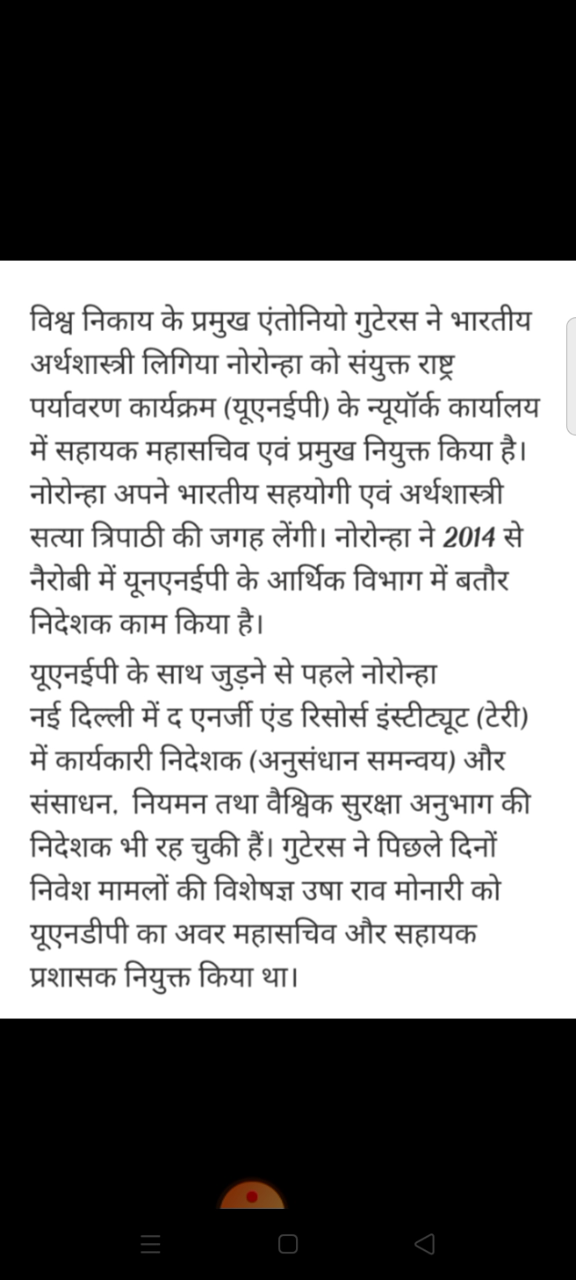 विश्व निकाय के प्रमुख एंतोनियो गुटेरस ने भारतीय
अर्थशास्त्री लिगिया नोरोन्हा को संयुक्त राष्ट्र
पर्यावरण कार्यक्रम (यूएनईपी) के न्यूयॉर्क कार्यालय
में सहायक महासचिव एवं प्रमुख नियुक्त किया है।
नोरोन्हा अपने भारतीय सहयोगी एवं अर्थशास्त्री
सत्या त्रिपाठी की जगह लेंगी। नोरोन्हा ने 2014 से
नैरोबी में यूनएनईपी के आर्थिक विभाग में बतौर
निदेशक काम किया है।
यूएनईपी के साथ जुड़ने से पहले नोरोन्हा
नई दिल्ली में द एनर्जी एंड रिसोर्स इंस्टीट्यूट (टेरी)
में कार्यकारी निदेशक (अनुसंधान समन्वय) और
संसाधन, नियमन तथा वैश्विक सुरक्षा अनुभाग की
निदेशक भी रह चुकी हैं। गुटेरस ने पिछले दिनों
निवेश मामलों की विशेषज्ञ उषा राव मोनारी को
यूएनडीपी का अवर महासचिव और सहायक
प्रशासक नियुक्त किया था।